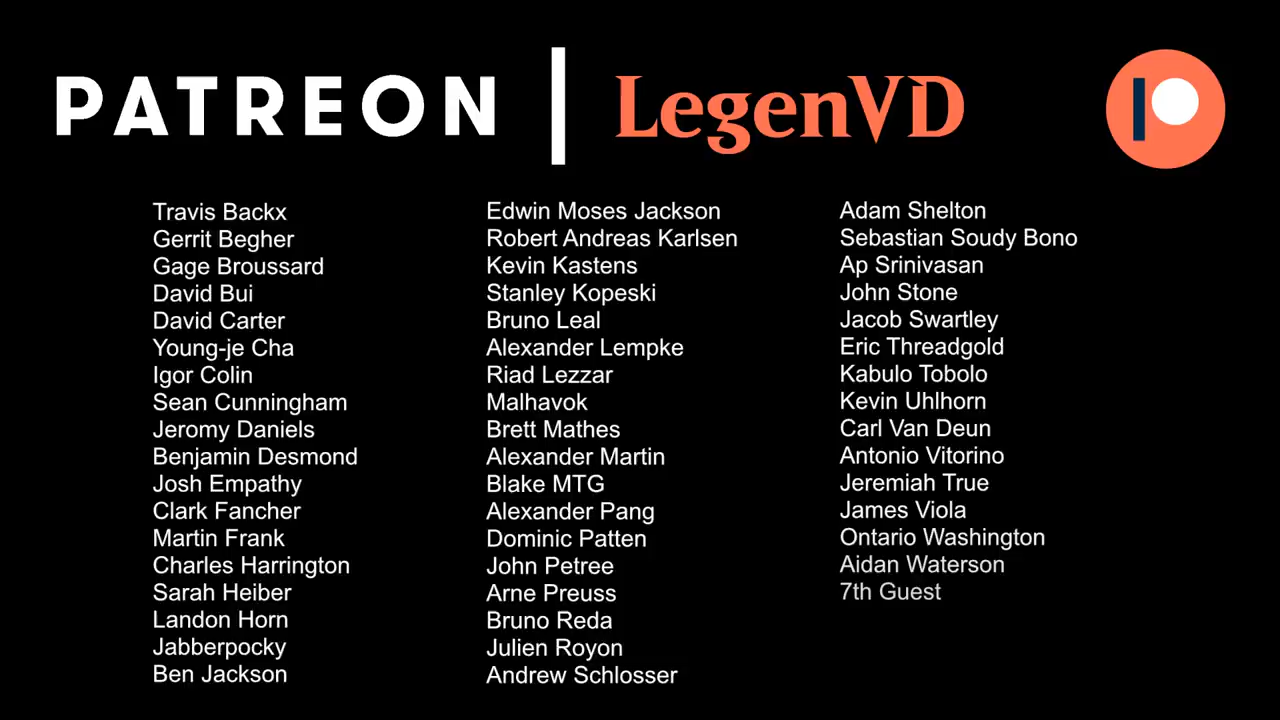 PATREON | LegenVD
Travis Backx
Gerrit Begher
Gage Broussard
David Bui
David Carter
Young-je Cha
Igor Colin
Sean Cunningham
Jeromy Daniels
Benjamin Desmond
Josh Empathy
Clark Fancher
Martin Frank
Charles Harrington
Sarah Heiber
Landon Horn
Jabberpocky
Ben Jackson
Edwin Moses Jackson
Robert Andreas Karlsen
Kevin Kastens
Stanley Kopeski
Bruno Leal
Alexander Lempke
Riad Lezzar
Malhavok
Brett Mathes
Alexander Martin
Blake MTG
Alexander Pang
Dominic Patten
John Petree
Arne Preuss
Bruno Reda
Julien Royon
Andrew Schlosser
Adam Shelton
Sebastian Soudy Bono
Ap Srinivasan
John Stone
Jacob Swartley
Eric Threadgold
Kabulo Tobolo
Kevin Uhlhorn
Carl Van Deun
Antonio Vitorino
Jeremiah True
James Viola
Ontario Washington
Aidan Waterson
7th Guest